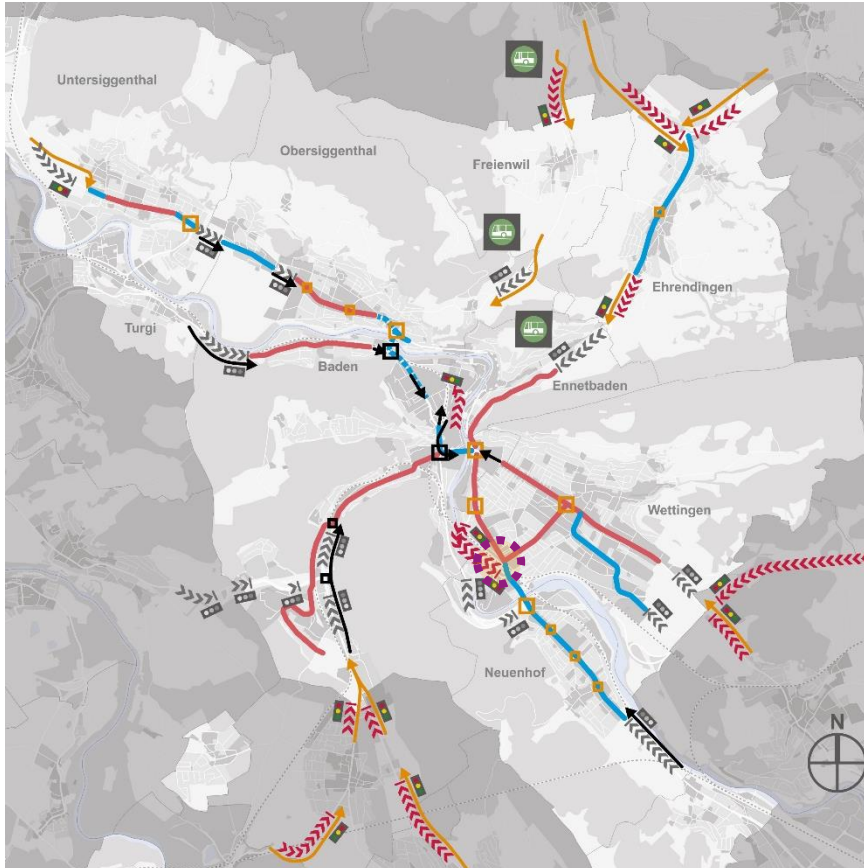 Untersiggenthal
Obersiggenthal
Freienwil
Ehrendingen
Turgi
Baden
Ennetbaden
Wettingen
Neuenhof
N